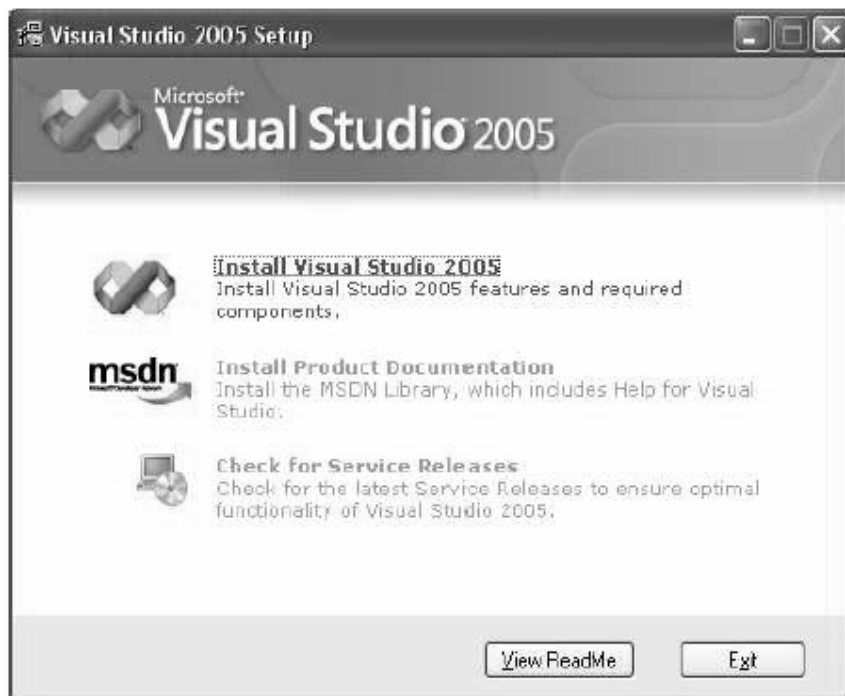 Visual Studio 2005 Setup
Microsoft
Visual Studio 2005
Install Visual Studio 2005
Install Visual Studio 2005 features and required
components.
msdn
Install Product Documentation
Install the MSDN Library, which includes Help for Visual
Studio.
Check for Service Releases
Check for the latest Service Releases to ensure optimal
functionality of Visual Studio 2005.
View ReadMe
Exit